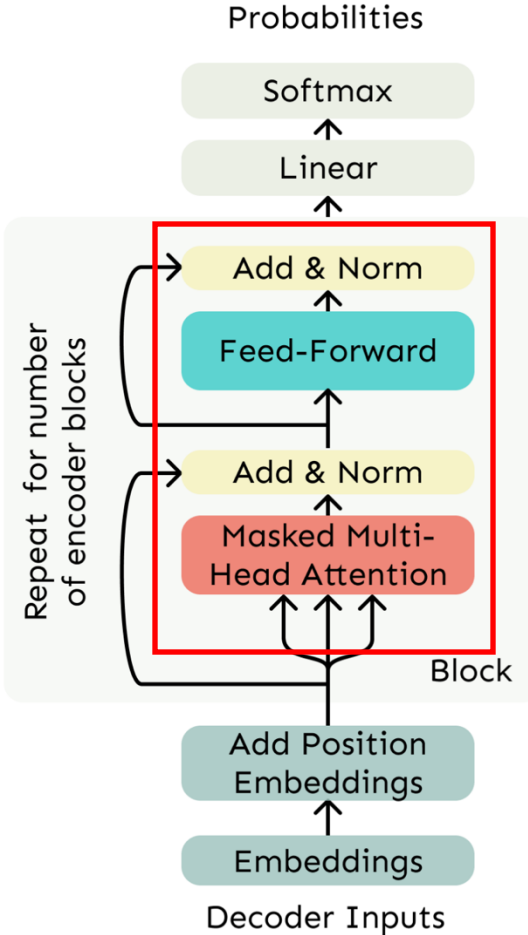 Probabilities
Softmax
Linear
Add & Norm
Feed-Forward
Repeat for number
of encoder blocks
Add & Norm
Masked Multi-
Head Attention
Block
Add Position
Embeddings
Embeddings
Decoder Inputs